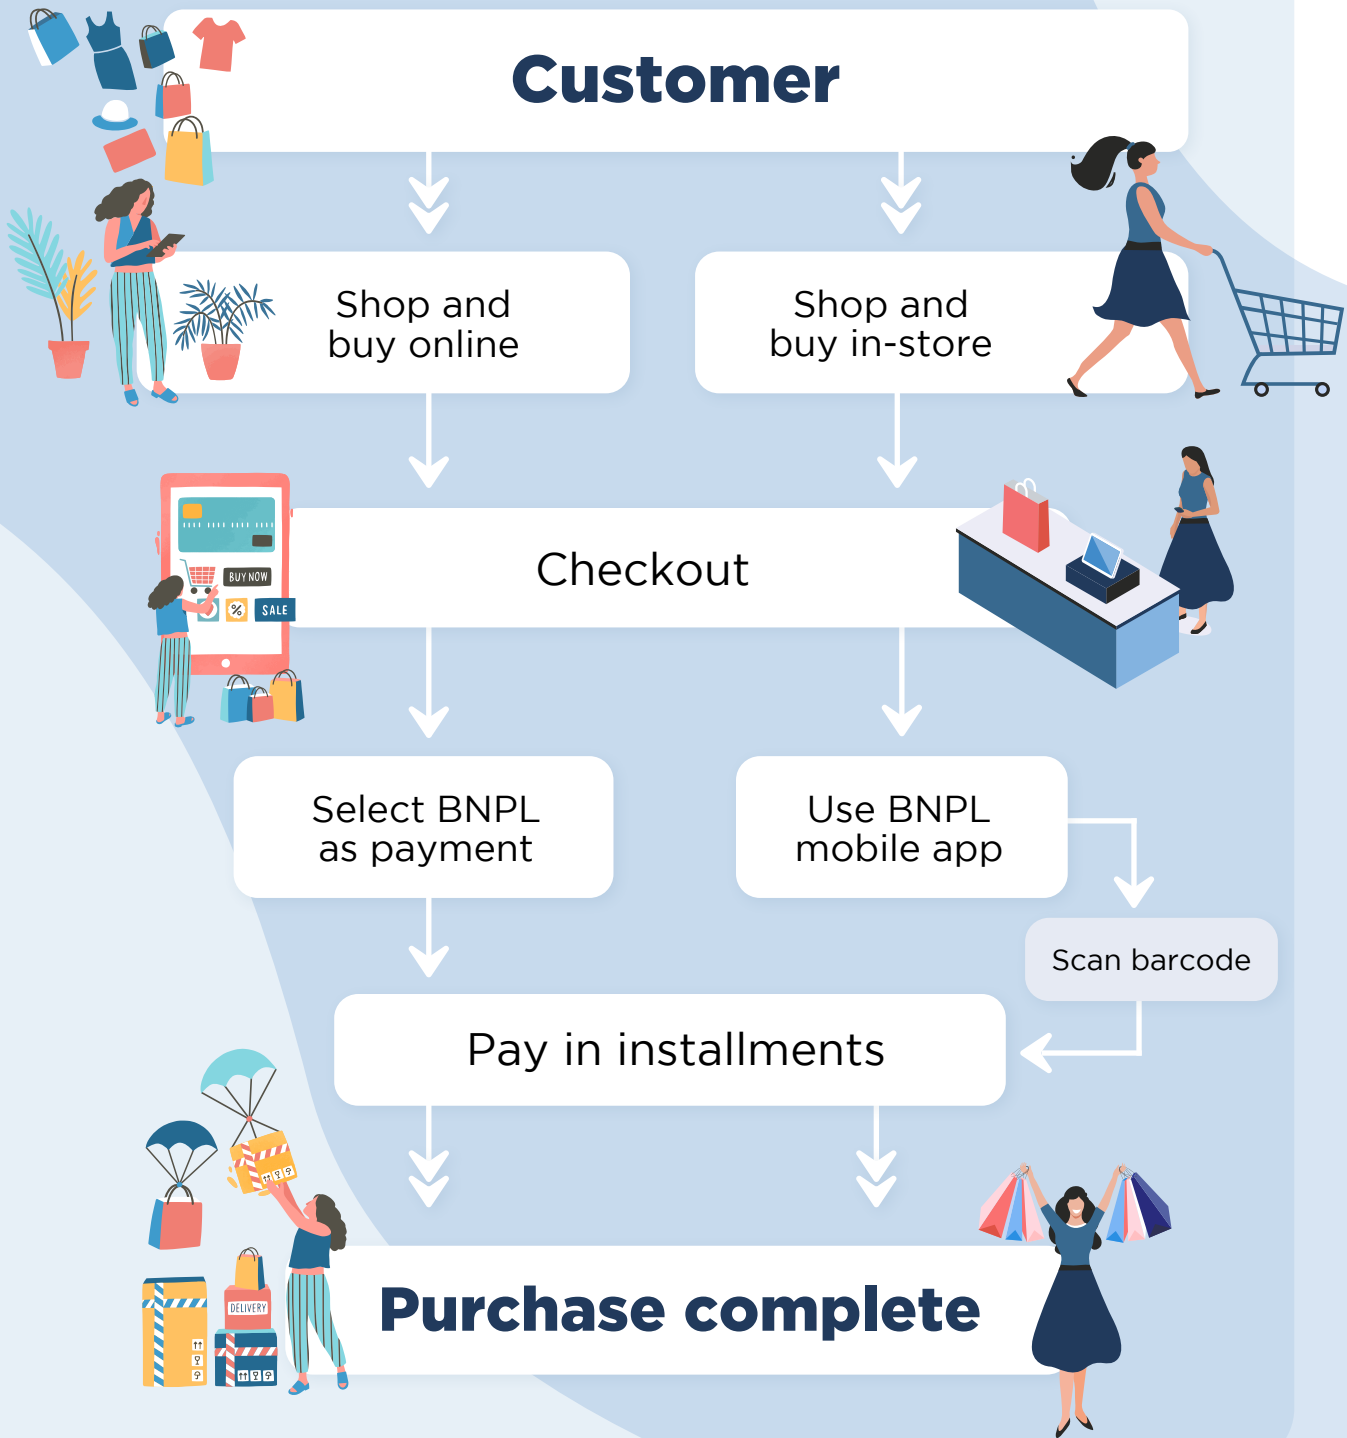 Customer
Shop and
buy online
Shop and
buy in-store
BUY NOW
%
SALE
Checkout
Select BNPL
as payment
Use BNPL
mobile app
Scan barcode
Pay in installments
DELIVERY
Purchase complete